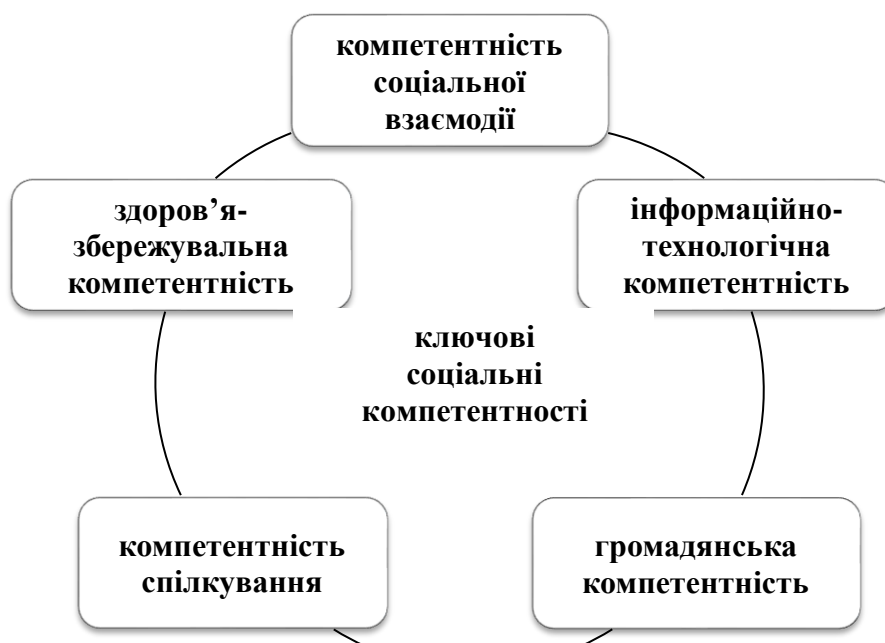 компетентність
соціальної
взаємодії
здоров’я-
збережувальна
компетентність
інформаційно-
технологічна
компетентність
ключові
соціальні
компетентності
компетентність
спілкування
громадянська
компетентність